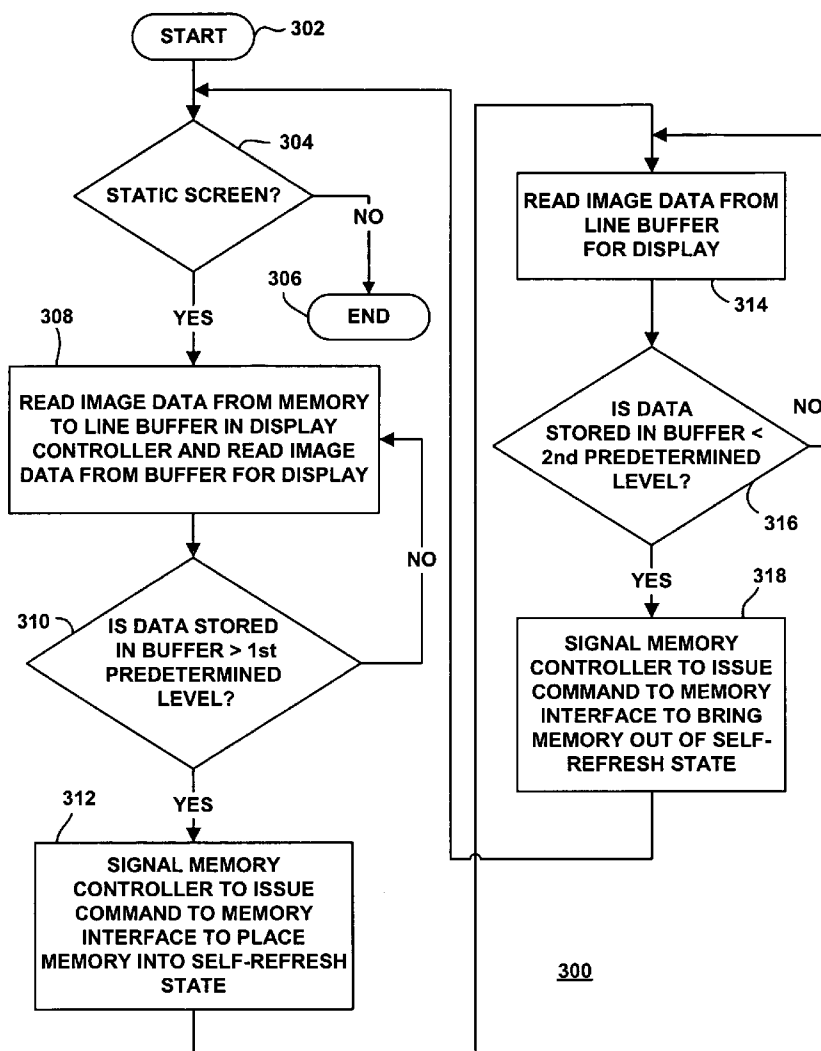 START
302
304
STATIC SCREEN?
NO
306
END
YES
308
READ IMAGE DATA FROM MEMORY
TO LINE BUFFER IN DISPLAY
CONTROLLER AND READ IMAGE
DATA FROM BUFFER FOR DISPLAY
NO
310
IS DATA STORED
IN BUFFER > 1st
PREDETERMINED
LEVEL?
YES
312
SIGNAL MEMORY
CONTROLLER TO ISSUE
COMMAND TO MEMORY
INTERFACE TO PLACE
MEMORY INTO SELF-REFRESH
STATE
READ IMAGE DATA FROM
LINE BUFFER
FOR DISPLAY
314
IS DATA
STORED IN BUFFER <
2nd PREDETERMINED
LEVEL?
NO
316
YES
318
SIGNAL MEMORY
CONTROLLER TO ISSUE
COMMAND TO MEMORY
INTERFACE TO BRING
MEMORY OUT OF SELF-
REFRESH STATE
300